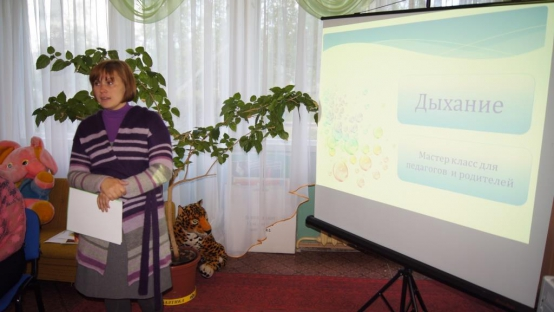 Дыхание
Мастер класс для
педагогов и родителей